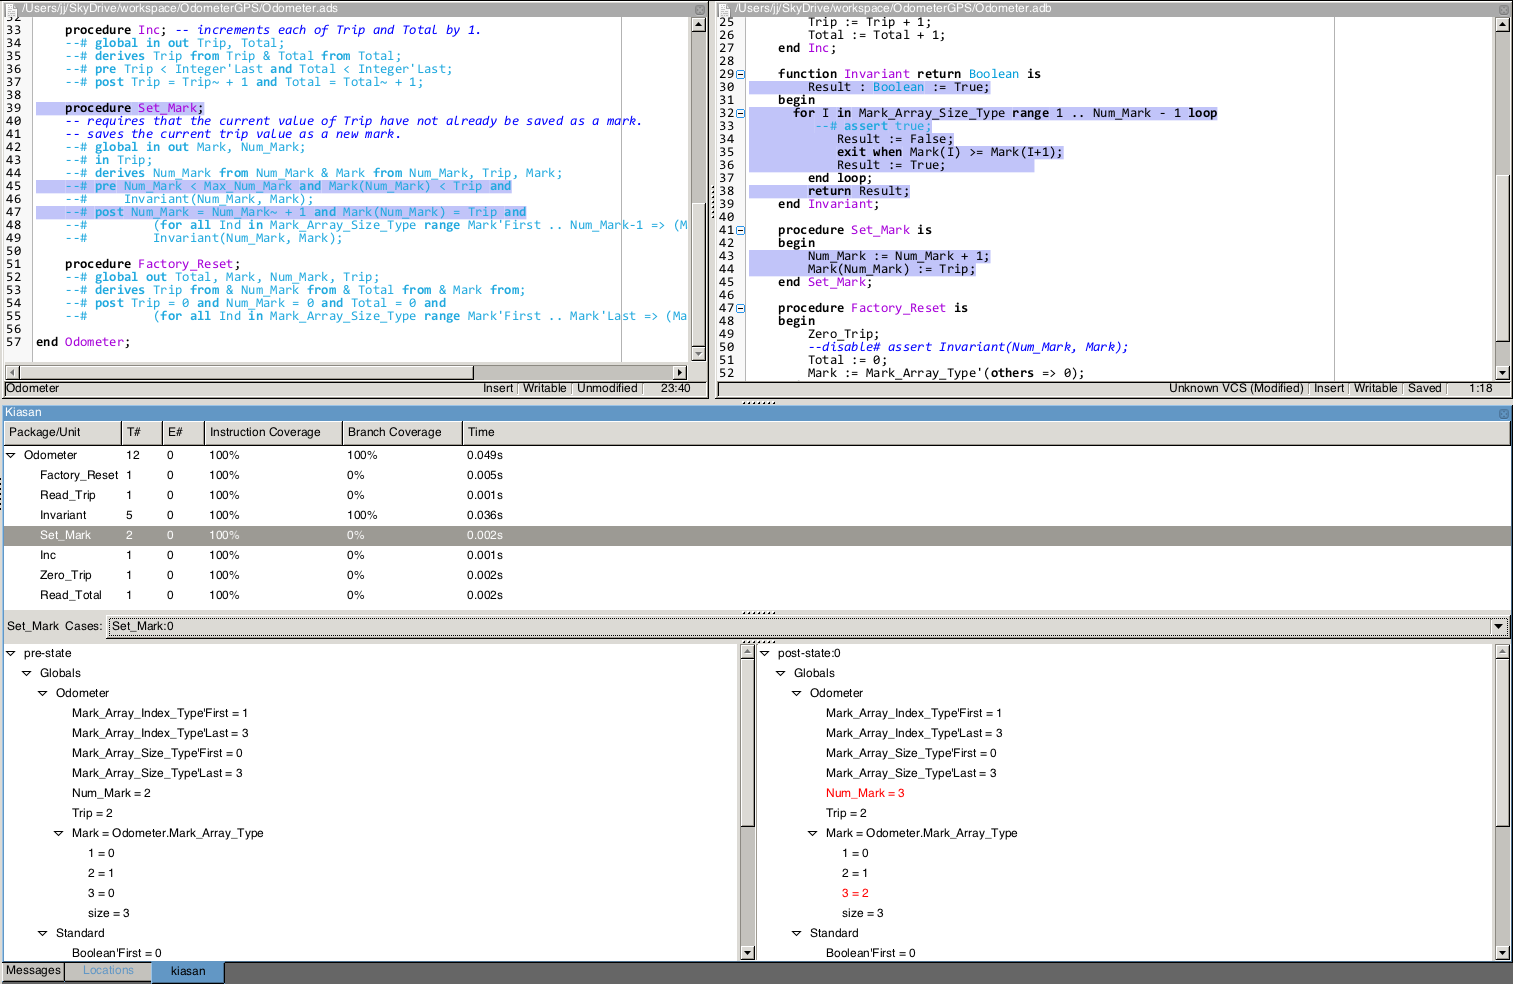 /Users/jj/SkyDrive/workspace/OdometerGPS/Odometer.ads
32
33 procedure Inc; -- increments each of Trip and Total by 1.
34 --# global in out Trip, Total;
35 --# derives Trip from Trip & Total from Total;
36 --# pre Trip < Integer'Last and Total < Integer'Last;
37 --# post Trip = Trip~ + 1 and Total = Total~ + 1;
38
39 procedure Set_Mark;
40 -- requires that the current value of Trip have not already be saved as a mark.
41 -- saves the current trip value as a new mark.
42 --# global in out Mark, Num_Mark;
43 --# in Trip;
44 --# derives Num_Mark from Num_Mark & Mark from Num_Mark, Trip, Mark;
45 --# pre Num_Mark < Max_Num_Mark and Mark(Num_Mark) < Trip and
46 --# Invariant(Num_Mark, Mark);
47 --# post Num_Mark = Num_Mark~ + 1 and Mark(Num_Mark) = Trip and
48 --# (for all Ind in Mark_Array_Size_Type range Mark'First .. Num_Mark-1 => (M
49 --# Invariant(Num_Mark, Mark);
50
51 procedure Factory_Reset;
52 --# global out Total, Mark, Num_Mark, Trip;
53 --# derives Trip from & Num_Mark from & Total from & Mark from;
54 --# post Trip = 0 and Num_Mark = 0 and Total = 0 and
55 --# (for all Ind in Mark_Array_Size_Type range Mark'First .. Mark'Last => (Ma
56
57 end Odometer;
Odometer Insert Writable Unmodified 23:40
/Users/jj/SkyDrive/workspace/OdometerGPS/Odometer.adb
25 Trip := Trip + 1;
26 Total := Total + 1;
27 end Inc;
28
29 function Invariant return Boolean is
30 Result : Boolean := True;
31 begin
32 for I in Mark_Array_Size_Type range 1 .. Num_Mark - 1 loop
33 --# assert true;
34 Result := False;
35 exit when Mark(I) >= Mark(I+1);
36 Result := True;
37 end loop;
38 return Result;
39 end Invariant;
40
41 procedure Set_Mark is
42 begin
43 Num_Mark := Num_Mark + 1;
44 Mark(Num_Mark) := Trip;
45 end Set_Mark;
46
47 procedure Factory_Reset is
48 begin
49 Zero_Trip;
50 --disable# assert Invariant(Num_Mark, Mark);
51 Total := 0;
52 Mark := Mark_Array_Type'(others => 0);
Unknown VCS (Modified) Insert Writable Saved 1:18
Kiasan
Package/Unit T# E# Instruction Coverage Branch Coverage Time
Odometer 12 0 100% 100% 0.049s
Factory_Reset 1 0 100% 0% 0.005s
Read_Trip 1 0 100% 0% 0.001s
Invariant 5 0 100% 100% 0.036s
Set_Mark 2 0 100% 0% 0.002s
Inc 1 0 100% 0% 0.001s
Zero_Trip 1 0 100% 0% 0.002s
Read_Total 1 0 100% 0% 0.002s
Set_Mark Cases: Set_Mark:0
pre-state
Globals
Odometer
Mark_Array_Index_Type'First = 1
Mark_Array_Index_Type'Last = 3
Mark_Array_Size_Type'First = 0
Mark_Array_Size_Type'Last = 3
Num_Mark = 2
Trip = 2
Mark = Odometer.Mark_Array_Type
1 = 0
2 = 1
3 = 0
size = 3
Standard
Boolean'First = 0
post-state:0
Globals
Odometer
Mark_Array_Index_Type'First = 1
Mark_Array_Index_Type'Last = 3
Mark_Array_Size_Type'First = 0
Mark_Array_Size_Type'Last = 3
Num_Mark = 3
Trip = 2
Mark = Odometer.Mark_Array_Type
1 = 0
2 = 1
3 = 2
size = 3
Standard
Boolean'First = 0
Messages Locations kiasan